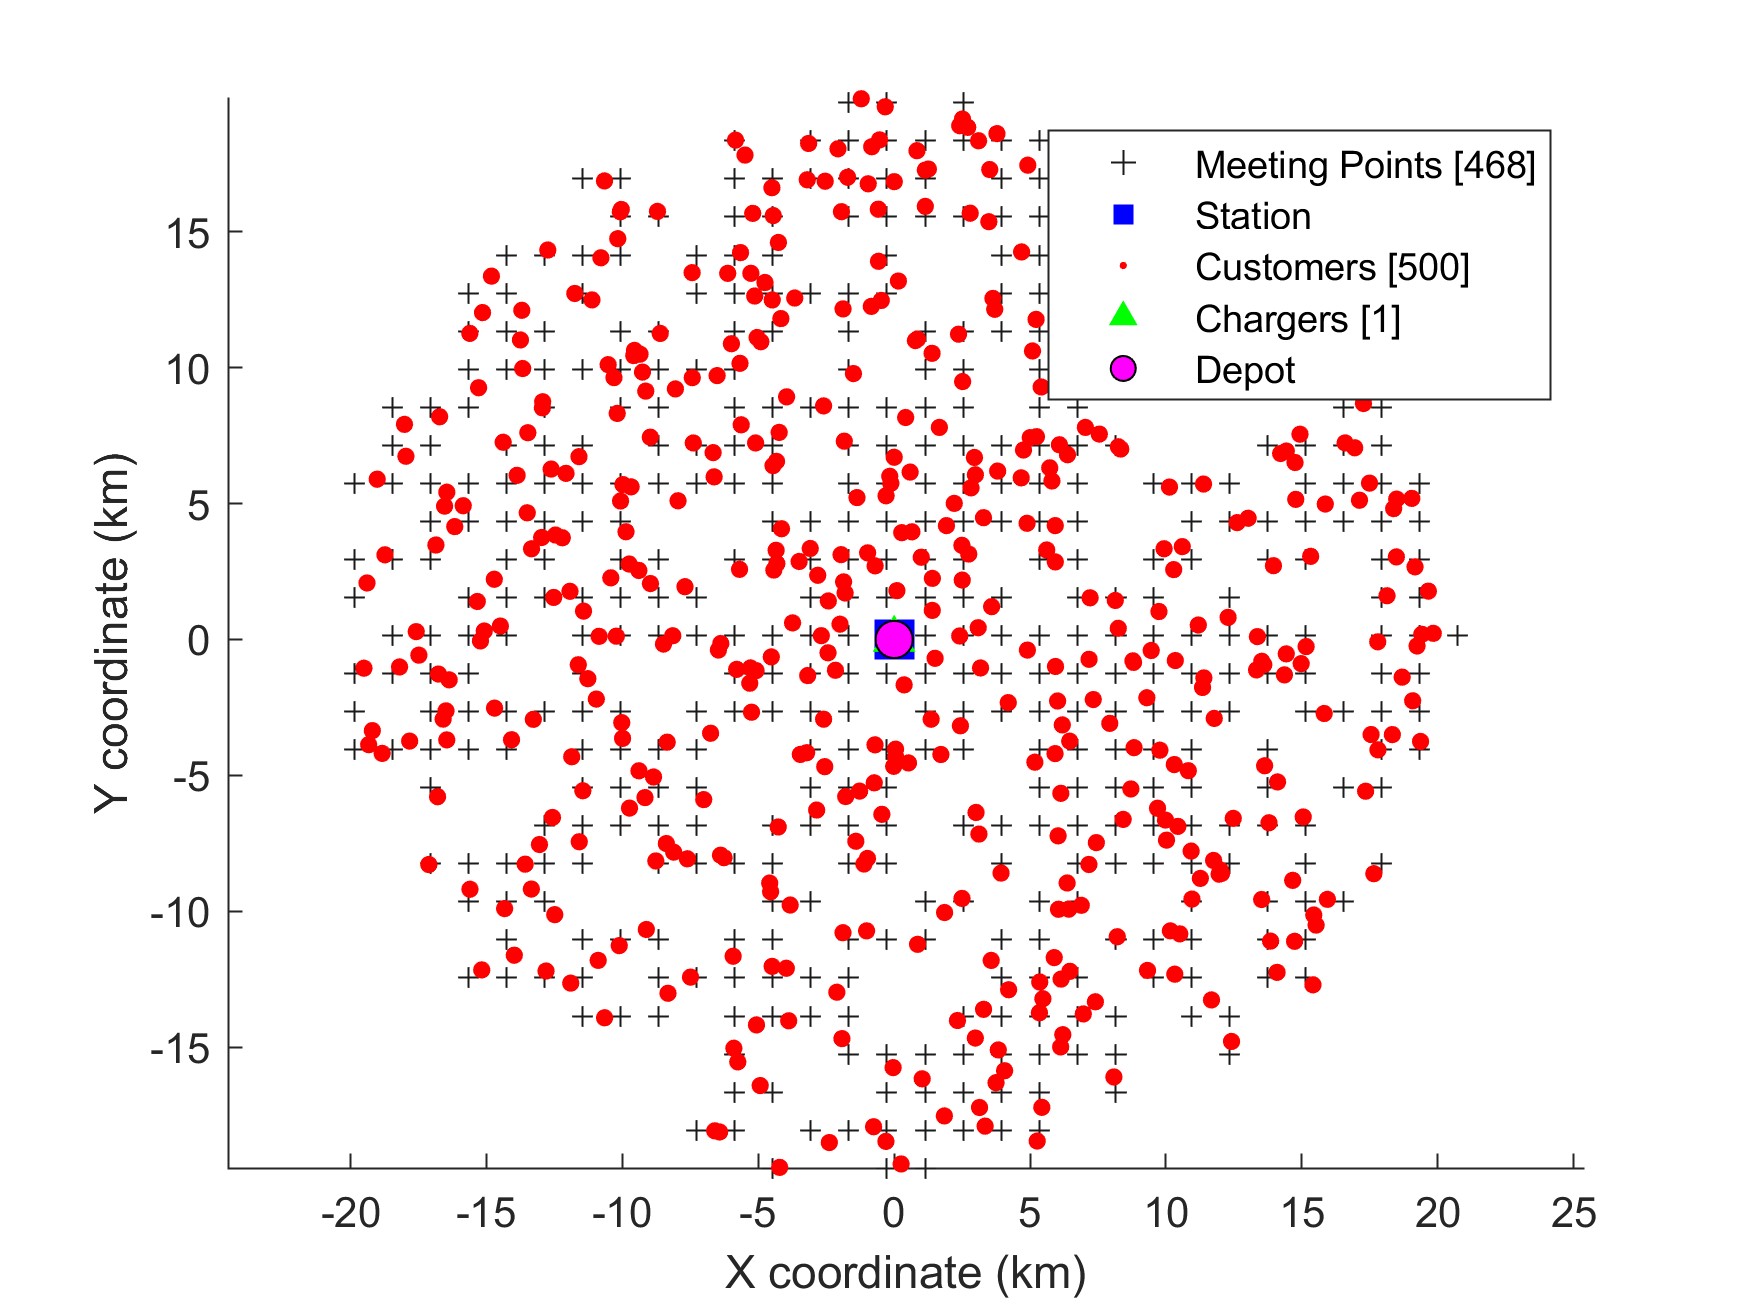 Meeting Points [468]
Station
Customers [500]
Chargers [1]
Depot
15
10
5
0
-5
-10
-15
Y coordinate (km)
-20 -15 -10 -5 0 5 10 15 20 25
X coordinate (km)